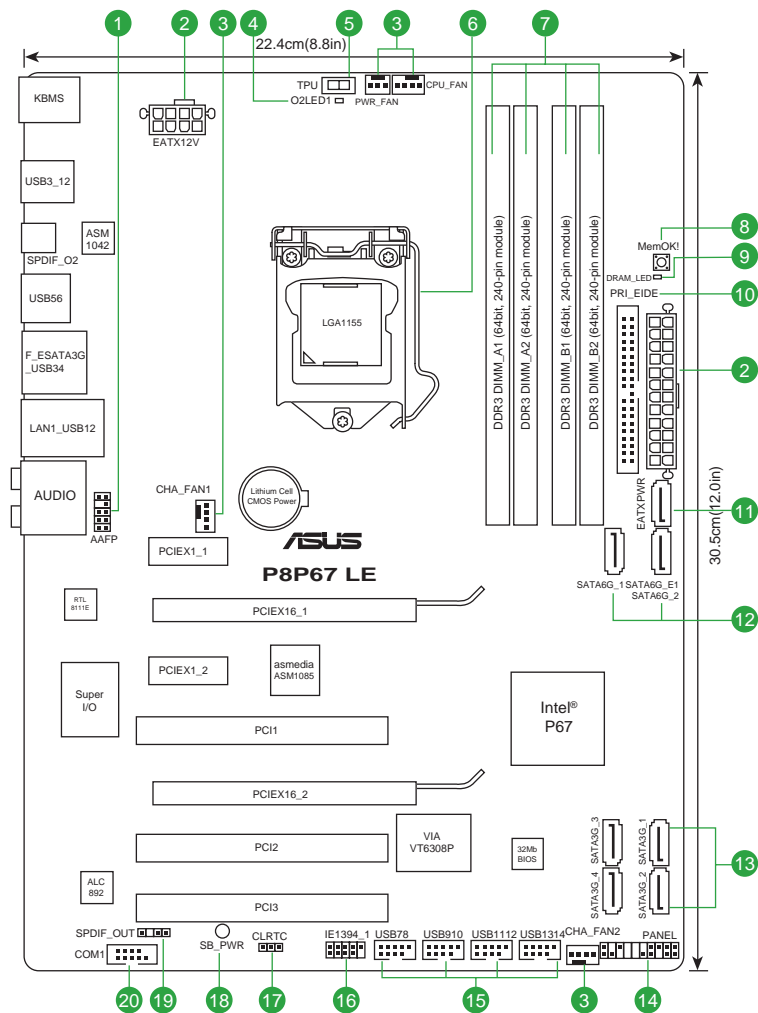 1
2
3
4
5
3
6
7
22.4cm(8.8in)
KBMS
TPU
CPU_FAN
O2LED1
PWR_FAN
EATX12V
USB3_12
ASM
1042
SPDIF_O2
USB56
F_ESATA3G
_USB34
LAN1_USB12
AUDIO
AAFP
LGA1155
DDR3 DIMM_A1 (64bit, 240-pin module)
DDR3 DIMM_A2 (64bit, 240-pin module)
DDR3 DIMM_B1 (64bit, 240-pin module)
DDR3 DIMM_B2 (64bit, 240-pin module)
8
MemOK!
9
DRAM_LED
PRI_EIDE
10
2
EATXPWR
11
30.5cm(12.0in)
CHA_FAN1
Lithium Cell
CMOS Power
PCIEX1_1
ASUS
P8P67 LE
SATA6G_1
SATA6G_E1
SATA6G_2
12
RTL
8111E
PCIEX16_1
PCIEX1_2
asmedia
ASM1085
Super
I/O
Intel®
P67
PCI1
PCIEX16_2
VIA
VT6308P
PCI2
32Mb
BIOS
SATA3G_3
SATA3G_1
SATA3G_4
SATA3G_2
13
ALC
892
PCI3
SPDIF_OUT
COM1
SB_PWR
CLRTC
IE1394_1
USB78
USB910
USB1112
USB1314
CHA_FAN2
PANEL
20
19
18
17
16
15
3
14